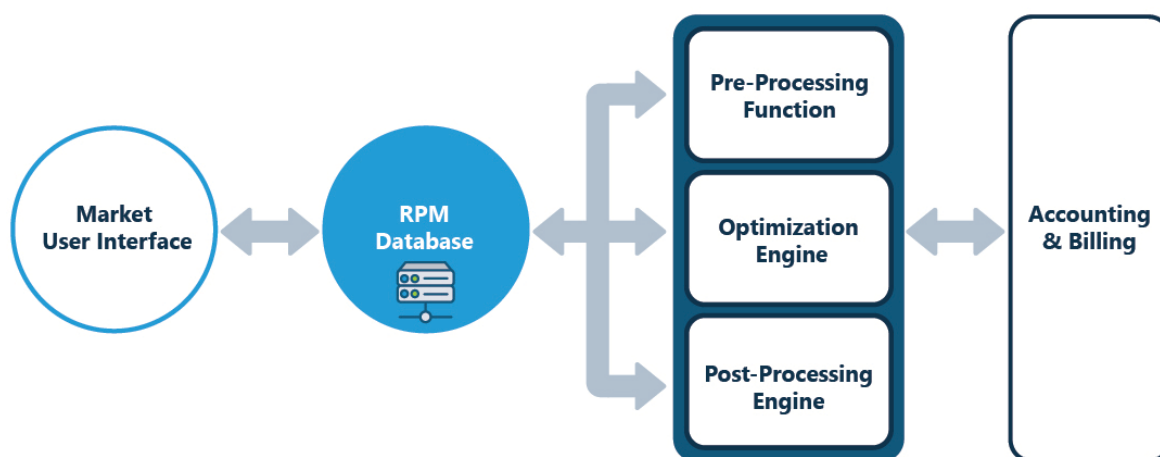 Market
User Interface
RPM
Database
Pre-Processing
Function
Optimization
Engine
Post-Processing
Engine
Accounting
& Billing